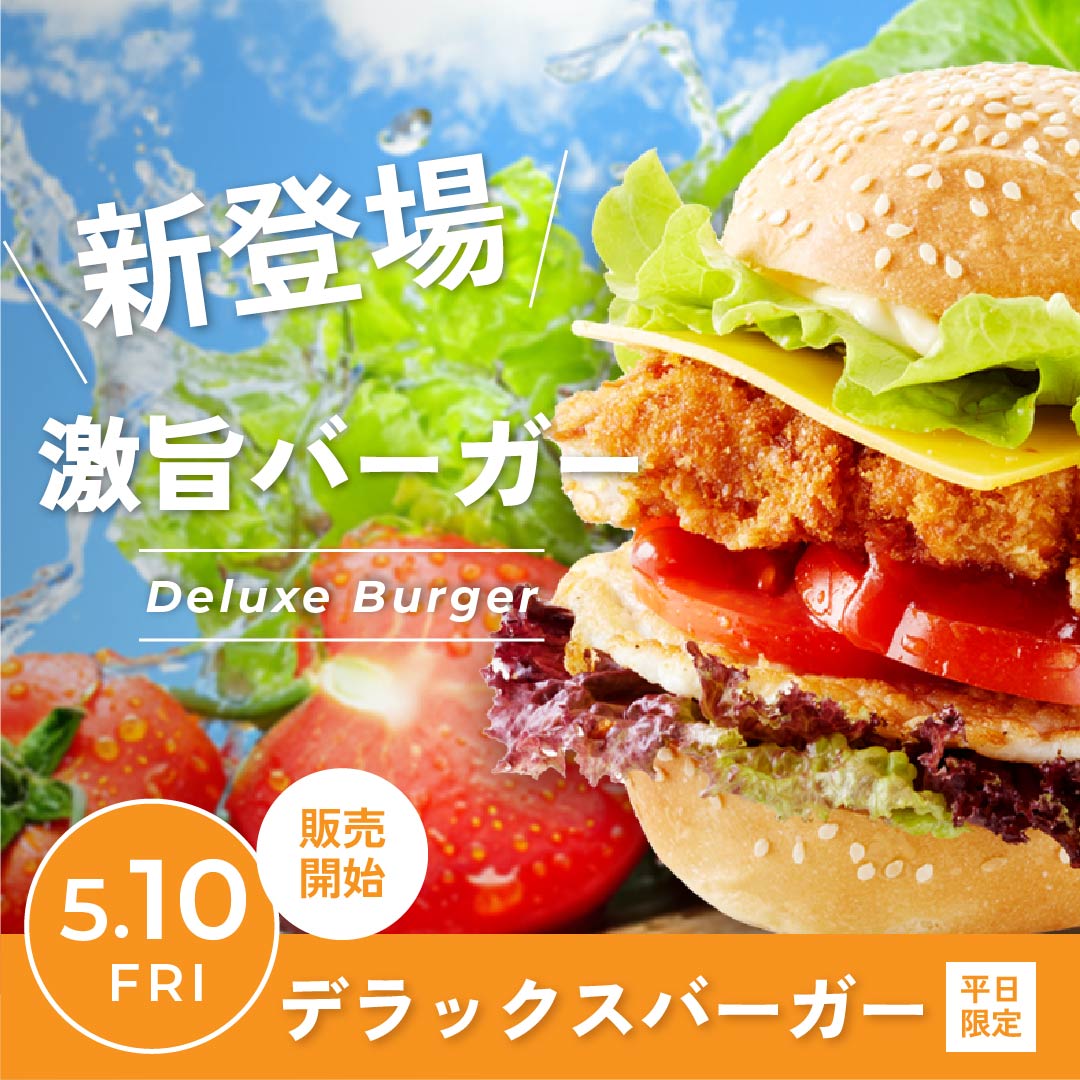 新登場
激旨バーガー
Deluxe Burger
販売
開始
5.10
FRI
デラックスバーガー
平日
限定